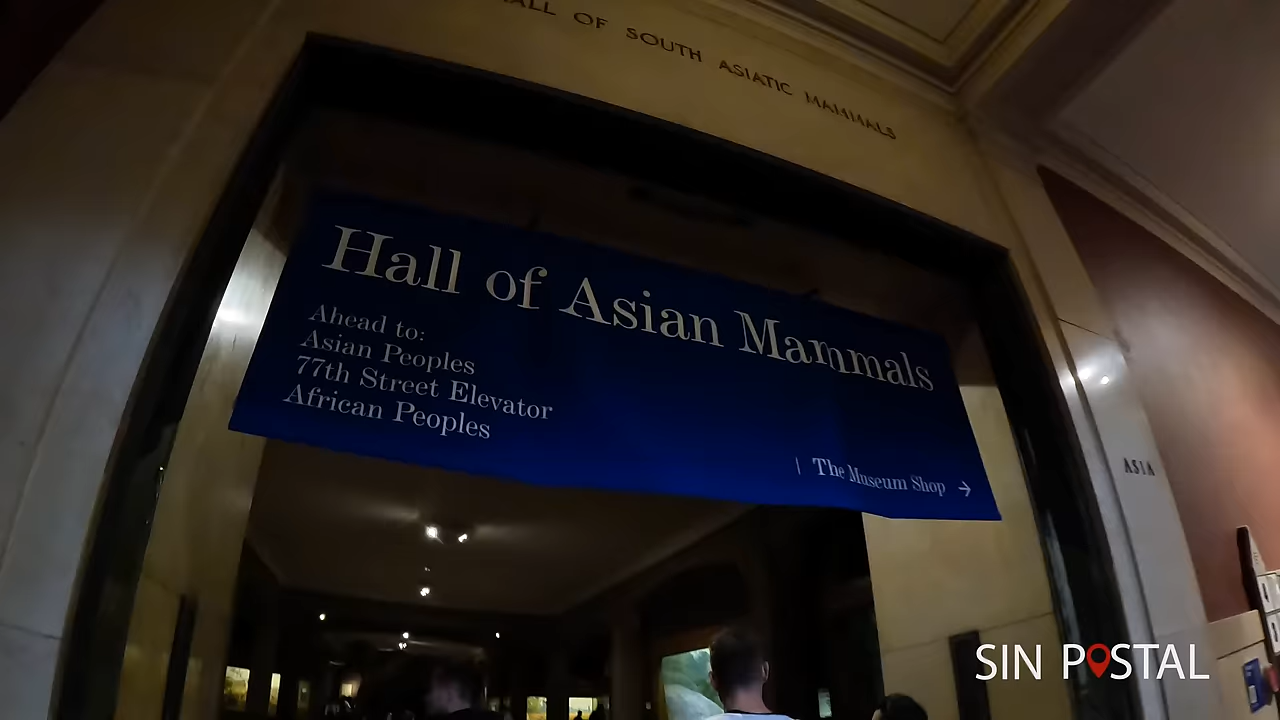 HALL OF SOUTH ASIATIC MAMMALS
Hall of Asian Mammals
Ahead to:
Asian Peoples
77th Street Elevator
African Peoples
| The Museum Shop →
ASIA
SIN POSTAL